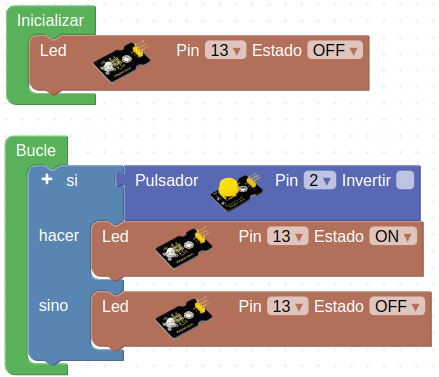 Inicializar
Led Pin 13 Estado OFF
Bucle
+ si Pulsador Pin 2 Invertir
hacer Led Pin 13 Estado ON
sino Led Pin 13 Estado OFF